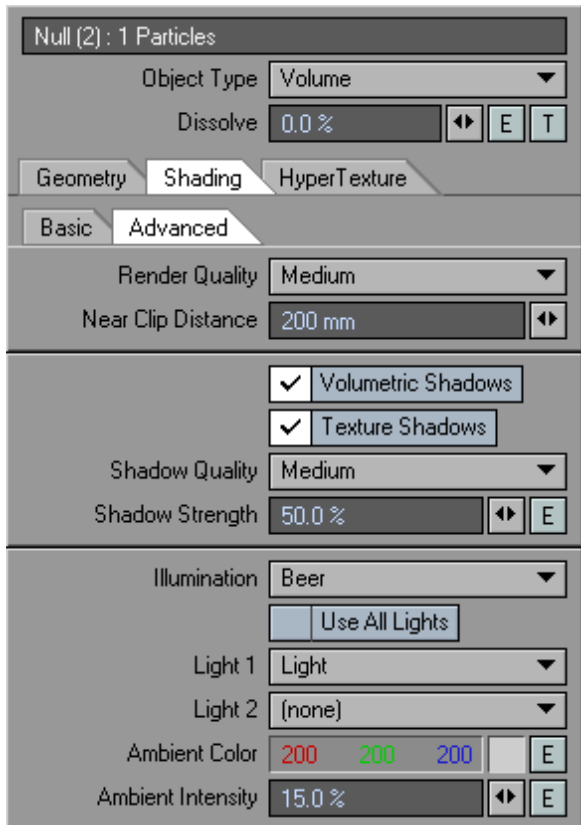 Null (2) : 1 Particles
Object Type Volume
Dissolve 0.0 % E T
Geometry Shading HyperTexture
Basic Advanced
Render Quality Medium
Near Clip Distance 200 mm
Volumetric Shadows
Texture Shadows
Shadow Quality Medium
Shadow Strength 50.0 % E
Illumination Beer
Use All Lights
Light 1 Light
Light 2 (none)
Ambient Color 200 200 200 E
Ambient Intensity 15.0 % E